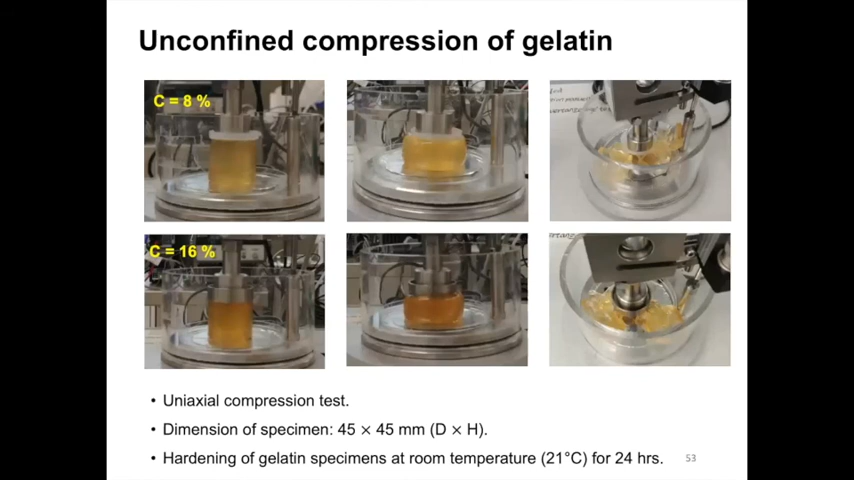 Unconfined compression of gelatin
C = 8 %
C = 16 %
• Uniaxial compression test.
• Dimension of specimen: 45 × 45 mm (D × H).
• Hardening of gelatin specimens at room temperature (21°C) for 24 hrs.
53